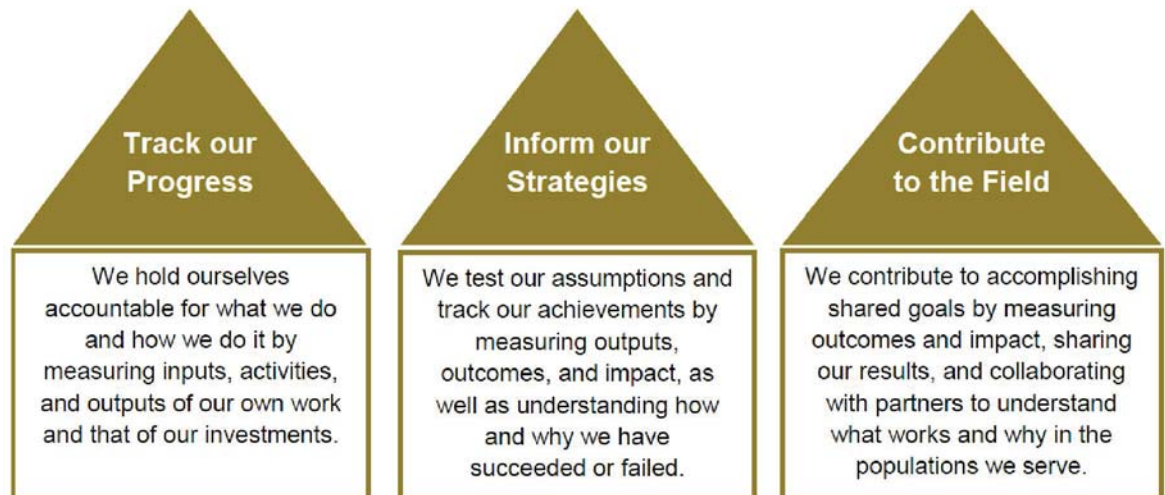 Track our
Progress
We hold ourselves
accountable for what we do
and how we do it by
measuring inputs, activities,
and outputs of our own work
and that of our investments.
Inform our
Strategies
We test our assumptions and
track our achievements by
measuring outputs,
outcomes, and impact, as
well as understanding how
and why we have
succeeded or failed.
Contribute
to the Field
We contribute to accomplishing
shared goals by measuring
outcomes and impact, sharing
our results, and collaborating
with partners to understand
what works and why in the
populations we serve.